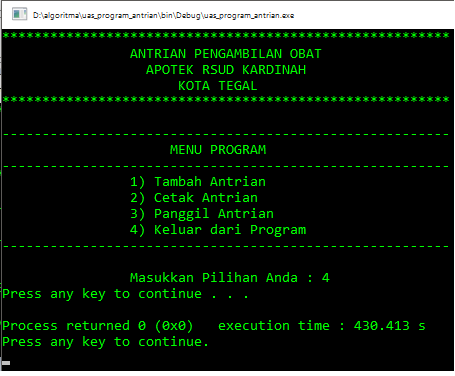 D:\algoritma\uas_program_antrian\bin\Debug\uas_program_antrian.exe
********************************************************
ANTRIAN PENGAMBILAN OBAT
APOTEK RSUD KARDINAH
KOTA TEGAL
********************************************************
--------------------------------------------------------
MENU PROGRAM
--------------------------------------------------------
1) Tambah Antrian
2) Cetak Antrian
3) Panggil Antrian
4) Keluar dari Program
--------------------------------------------------------
Masukkan Pilihan Anda : 4
Press any key to continue . . .
Process returned 0 (0x0)   execution time : 430.413 s
Press any key to continue.